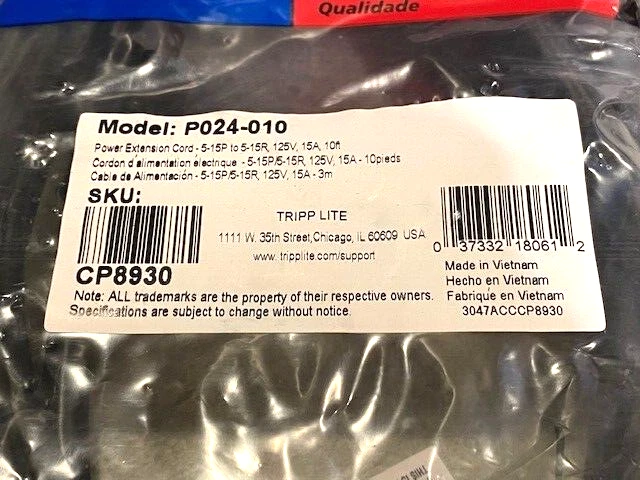 Qualidade
Model: P024-010
Power Extension Cord - 5-15P to 5-15R, 125V, 15A, 10ft
Cordon d'alimentation électrique - 5-15P/5-15R, 125V, 15A - 10pieds
Cable de Alimentación - 5-15P/5-15R, 125V, 15A - 3m
SKU:
CP8930
TRIPP LITE
1111 W. 35th Street, Chicago, IL 60609 USA
www.tripplite.com/support
0 37332 18061 2
Made in Vietnam
Hecho en Vietnam
Fabriqué en Vietnam
3047ACCCP8930
Note: ALL trademarks are the property of their respective owners.
Specifications are subject to change without notice.
THIS